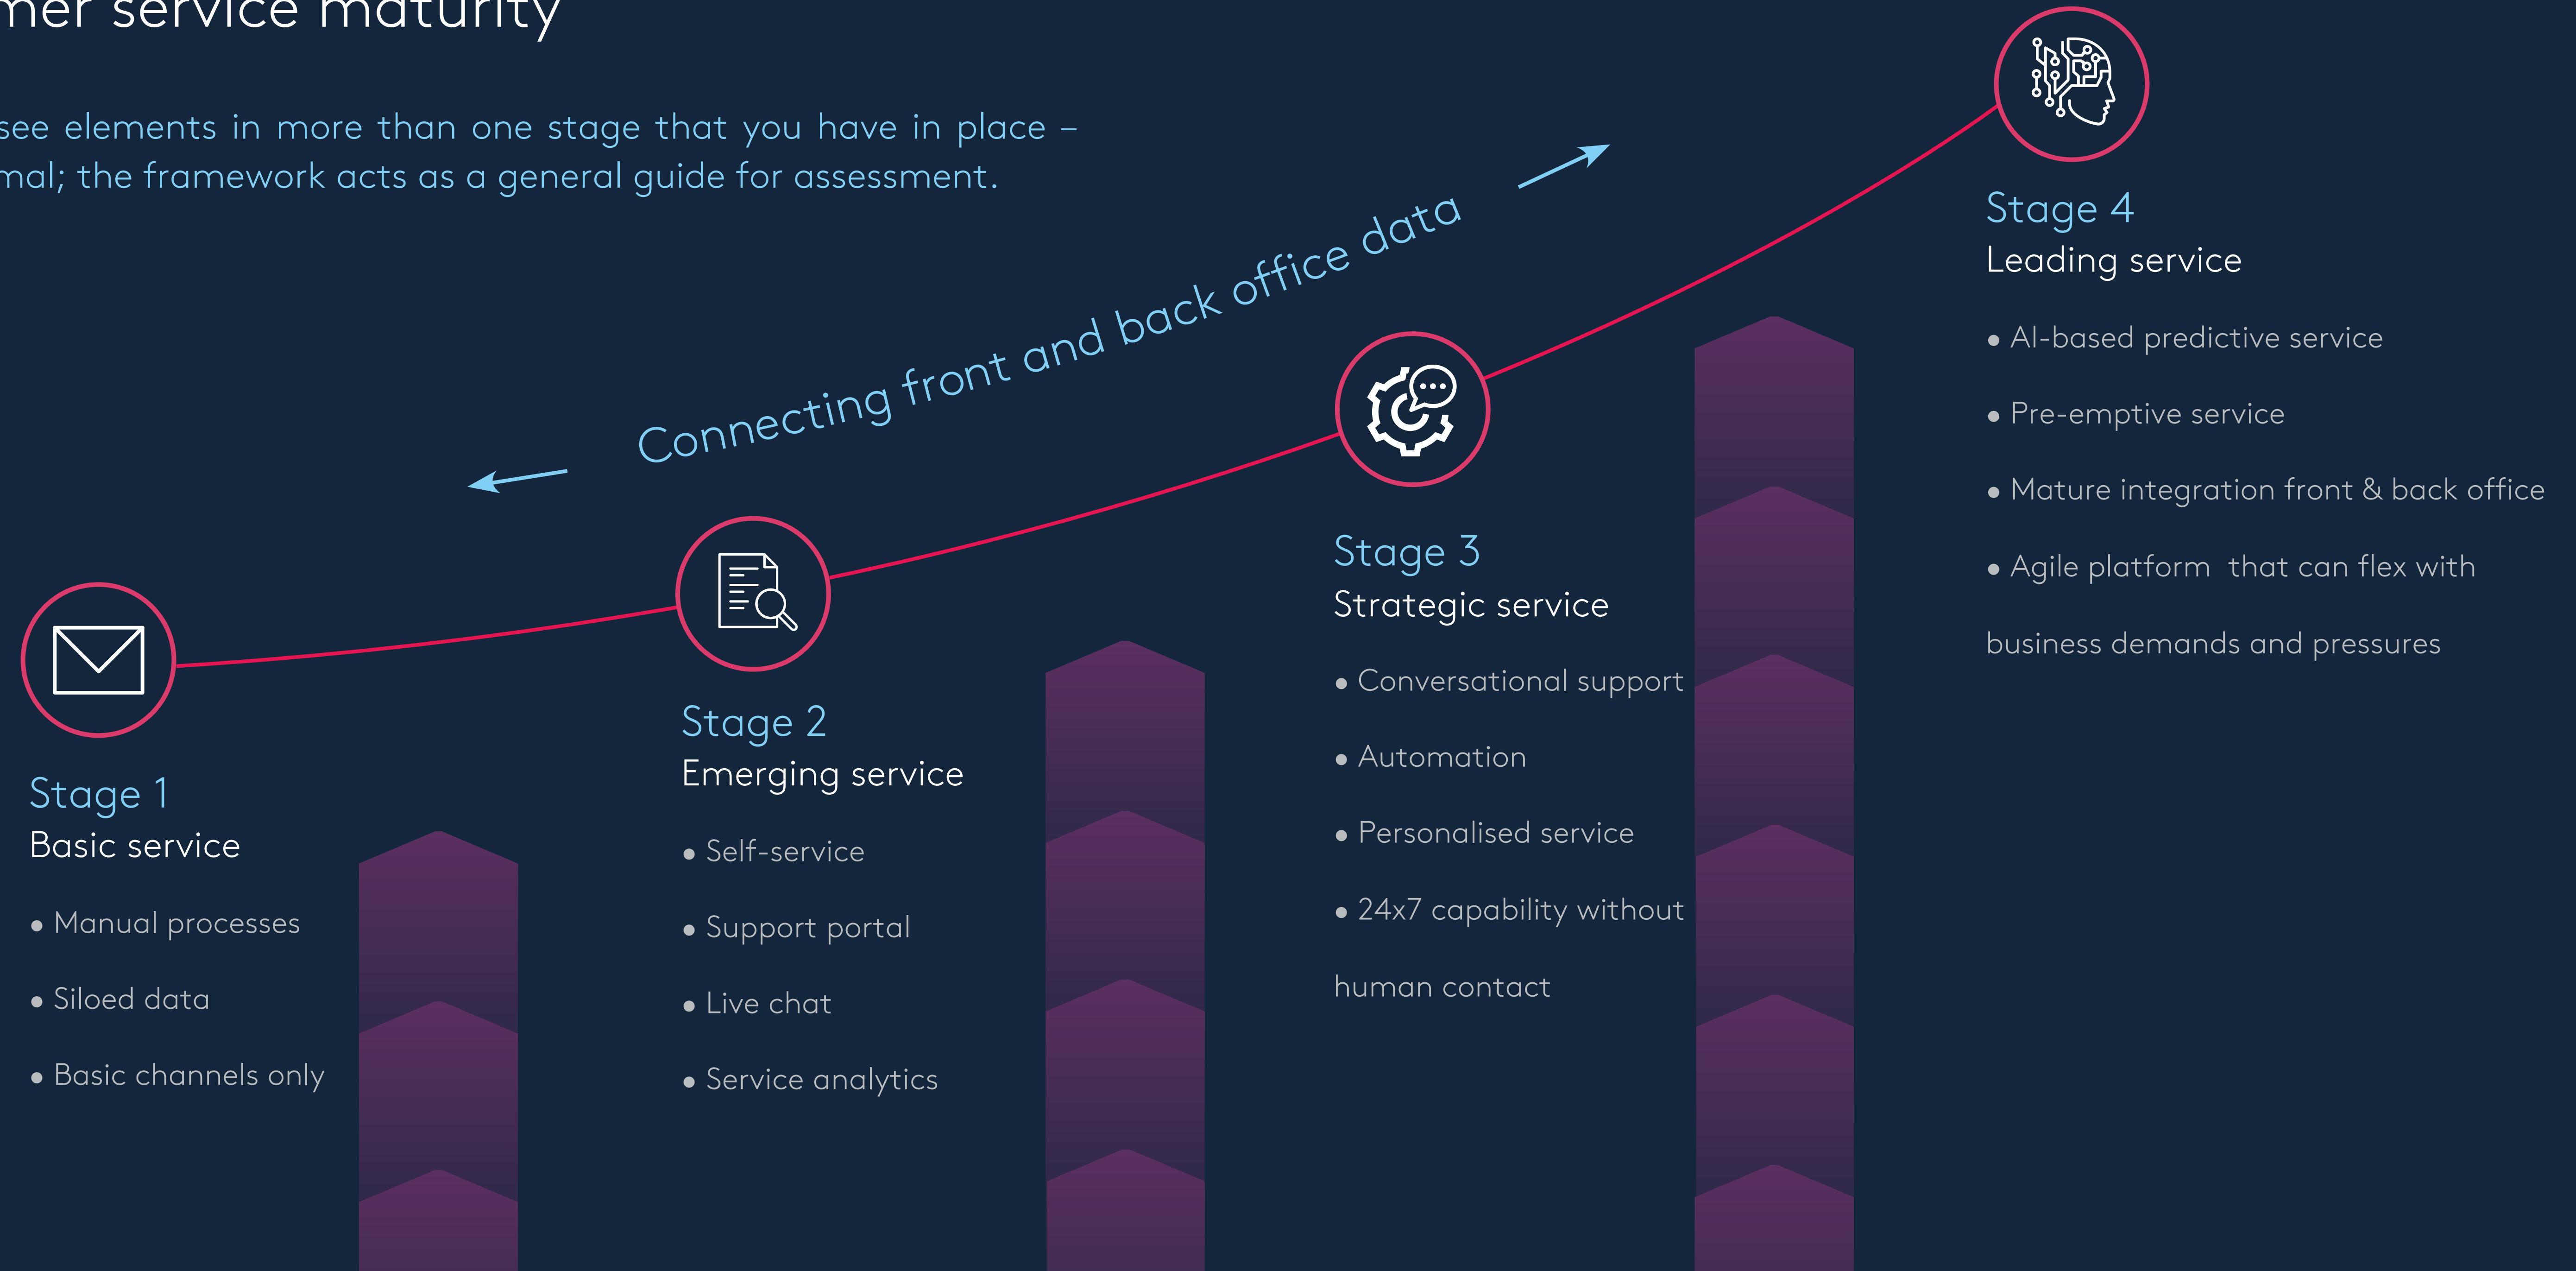 mer service maturity
see elements in more than one stage that you have in place –
mal; the framework acts as a general guide for assessment.
Connecting front and back office data
Stage 1
Basic service
• Manual processes
• Siloed data
• Basic channels only
Stage 2
Emerging service
• Self-service
• Support portal
• Live chat
• Service analytics
Stage 3
Strategic service
• Conversational support
• Automation
• Personalised service
• 24x7 capability without
human contact
Stage 4
Leading service
• AI-based predictive service
• Pre-emptive service
• Mature integration front & back office
• Agile platform  that can flex with
business demands and pressures